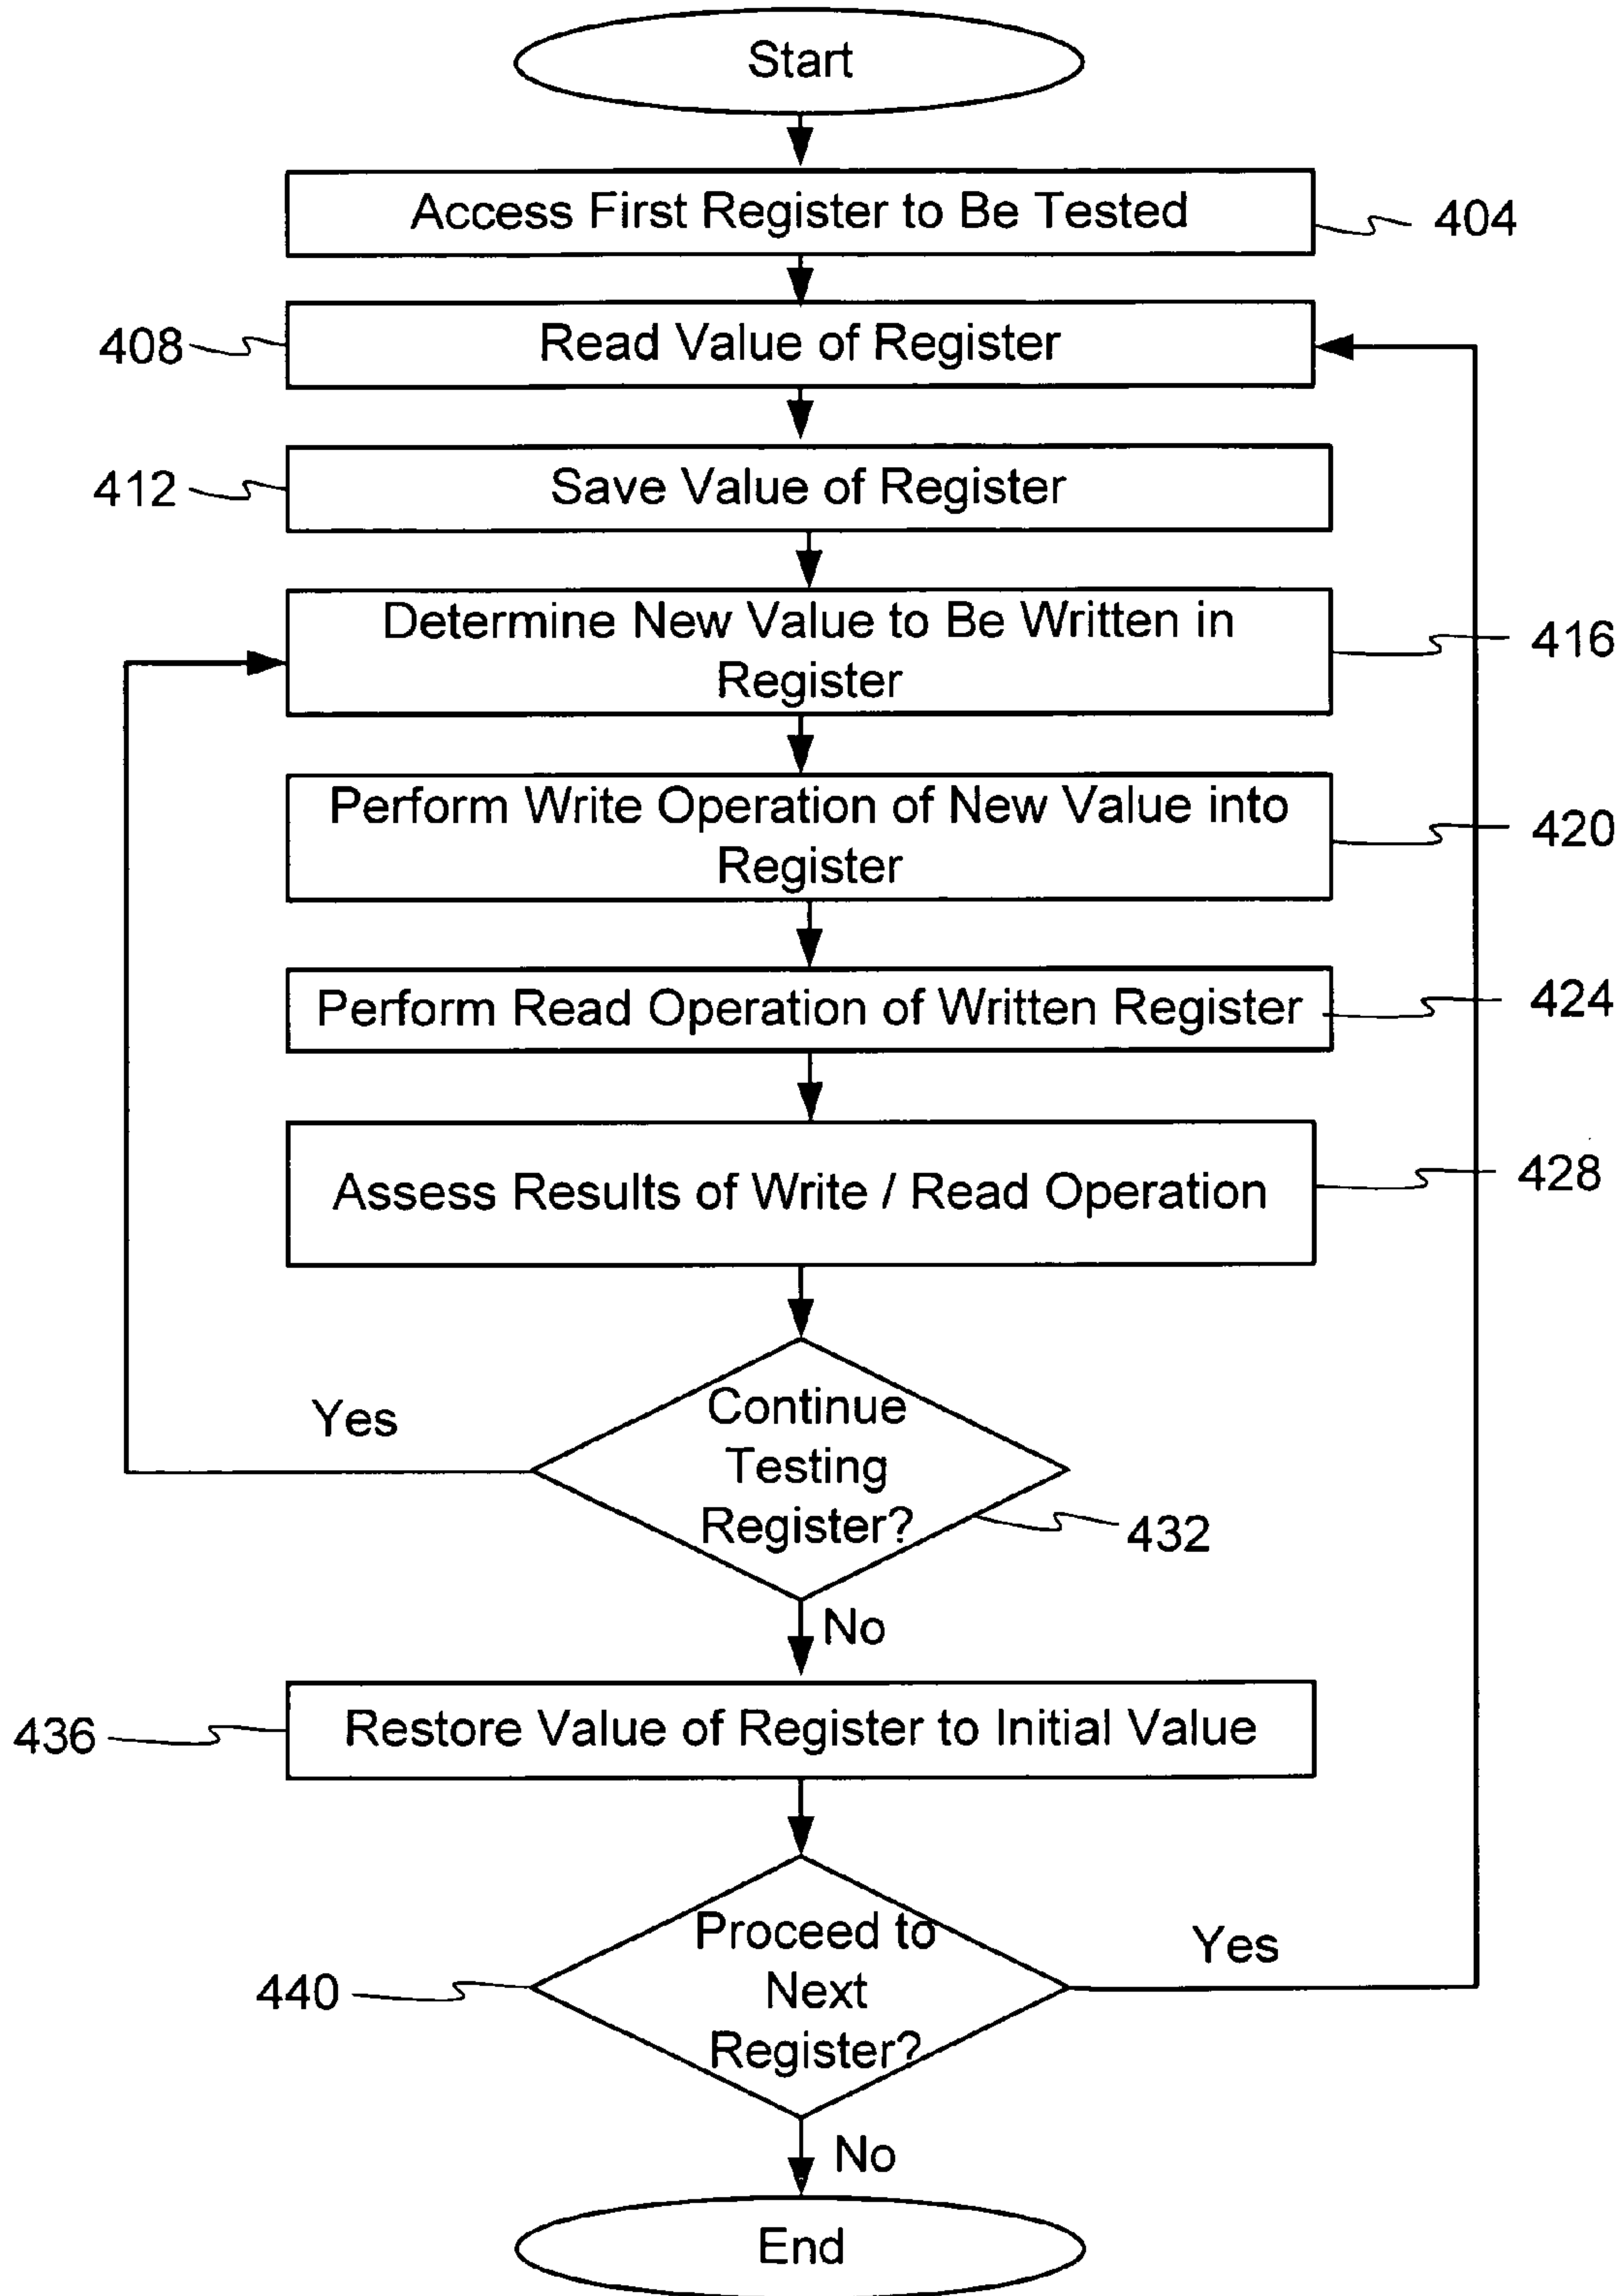 Start
Access First Register to Be Tested
404
408
Read Value of Register
412
Save Value of Register
Determine New Value to Be Written in
Register
416
Perform Write Operation of New Value into
Register
420
Perform Read Operation of Written Register
424
Assess Results of Write / Read Operation
428
Yes
Continue
Testing
Register?
432
No
436
Restore Value of Register to Initial Value
Proceed to
Next
Register?
Yes
440
No
End